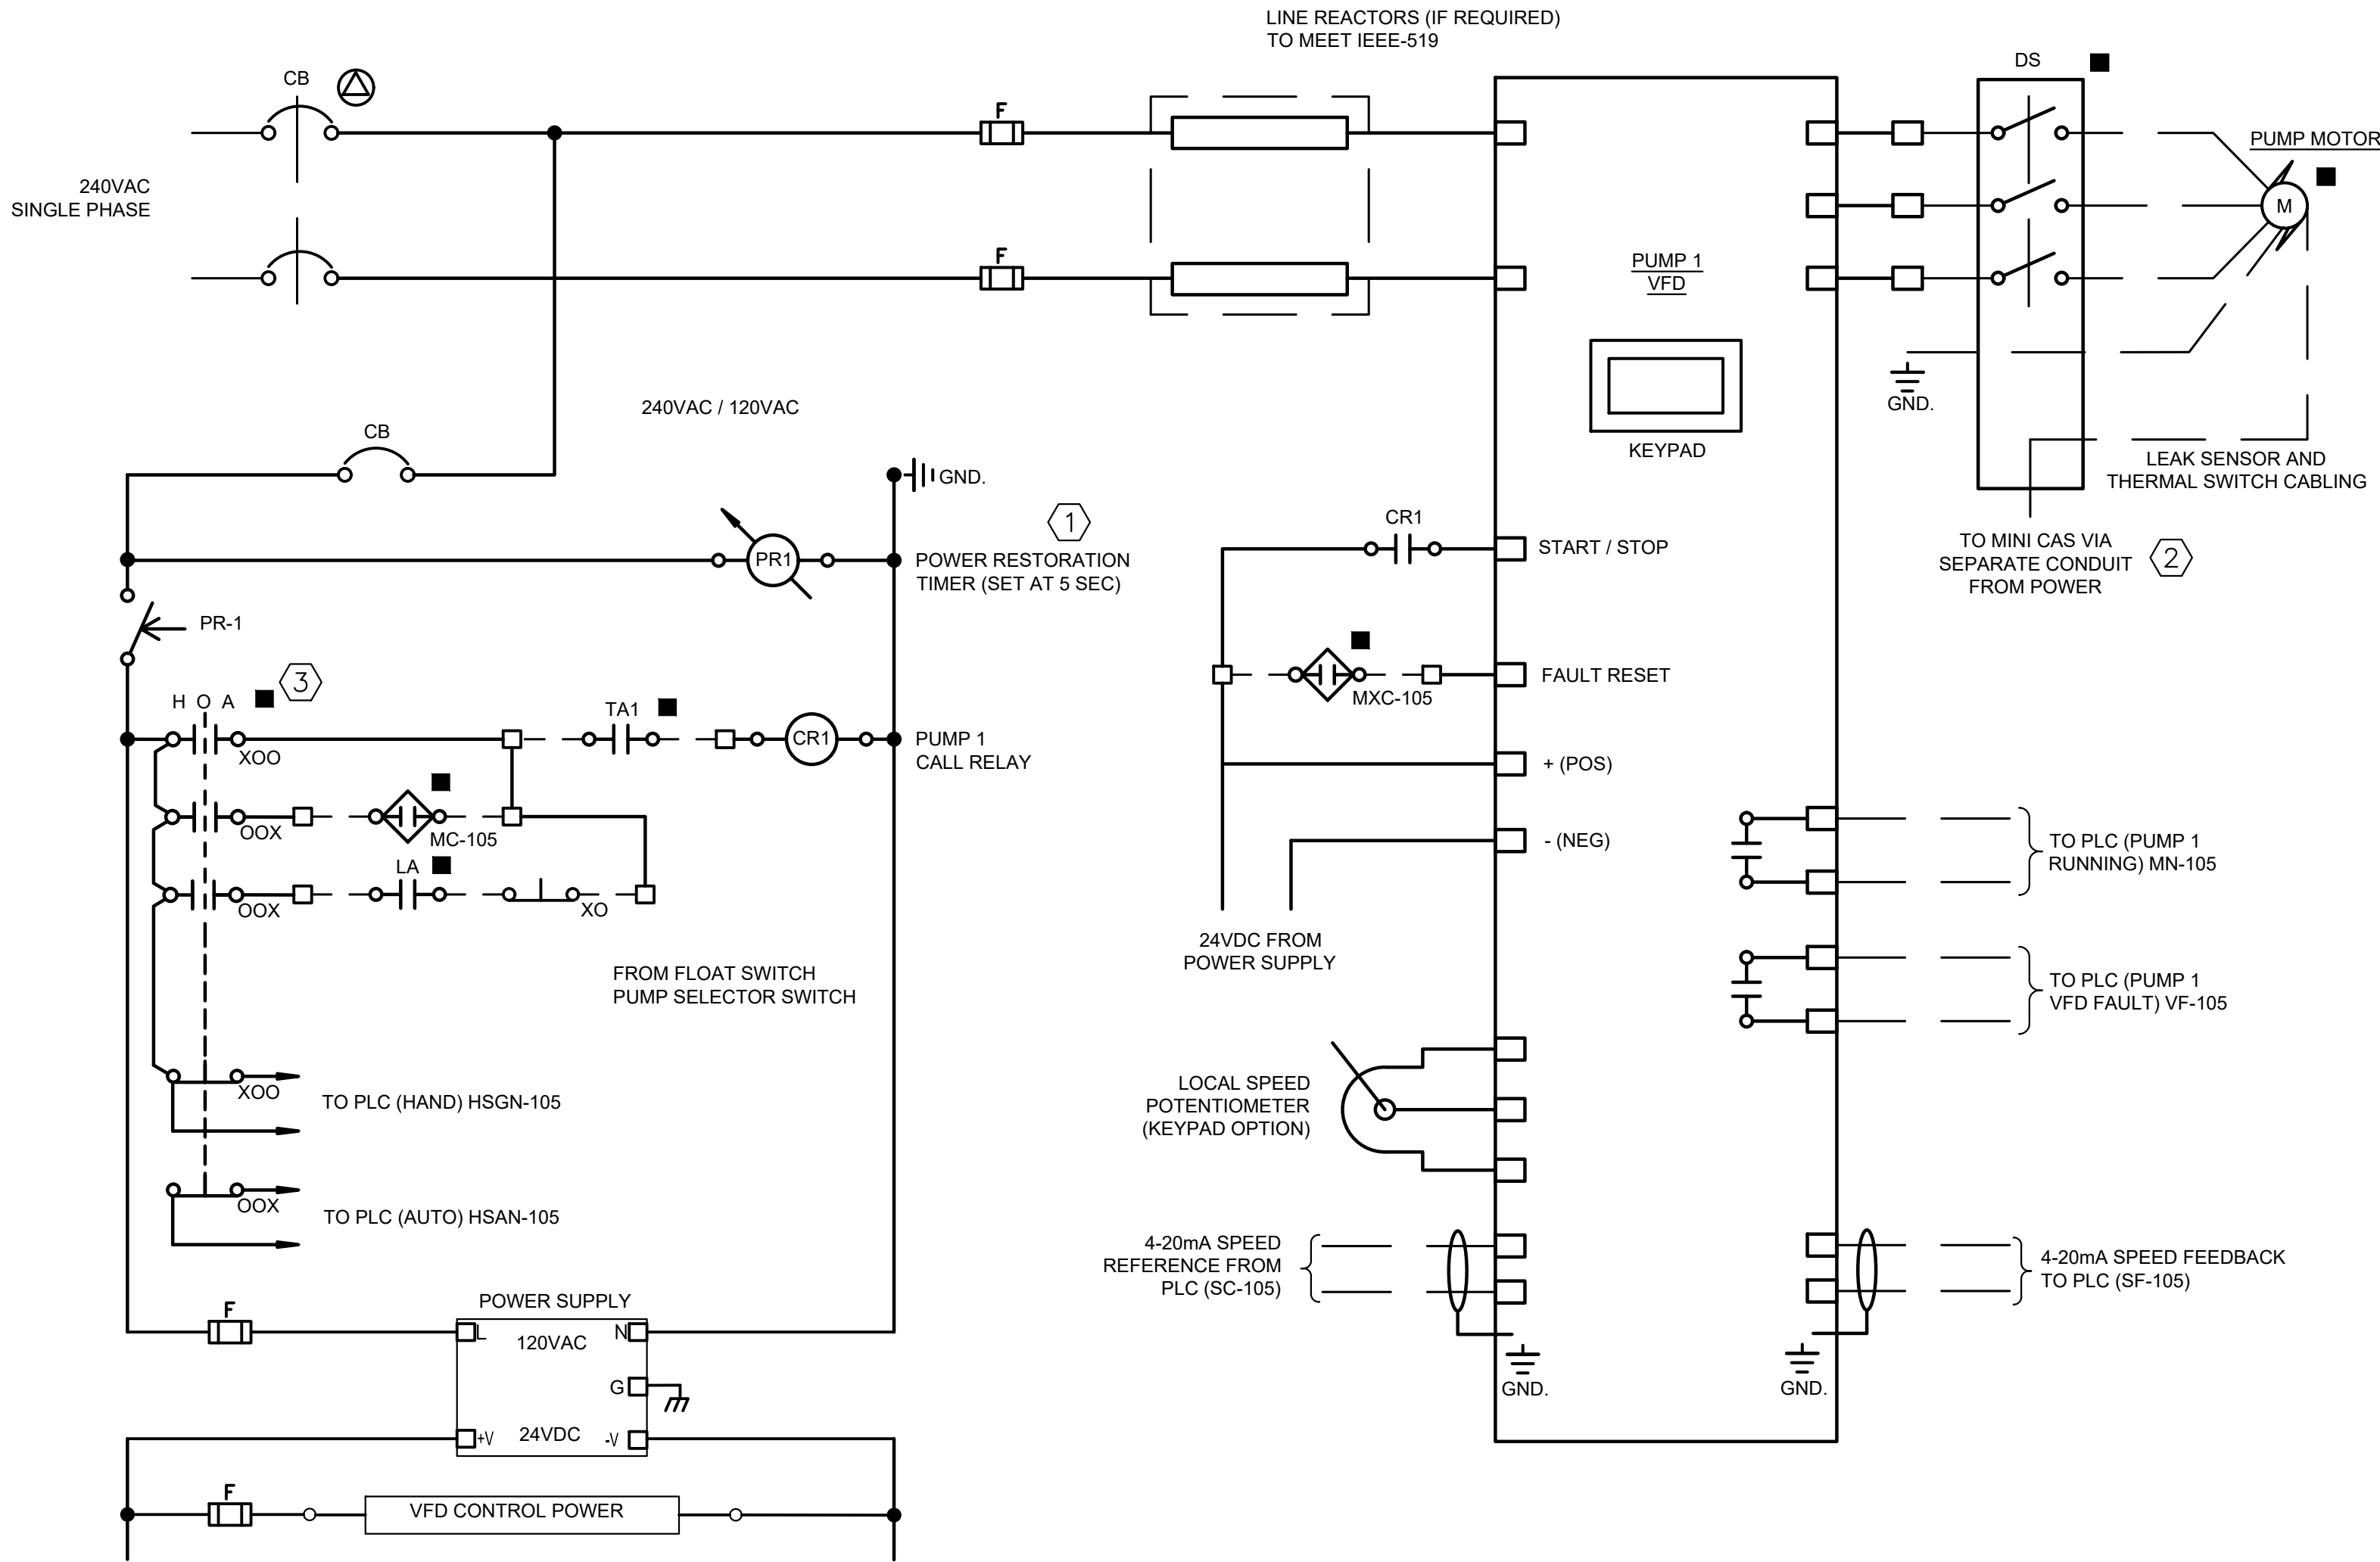 LINE REACTORS (IF REQUIRED)
TO MEET IEEE-519
CB
240VAC
SINGLE PHASE
F
F
DS
PUMP MOTOR
M
PUMP 1
VFD
KEYPAD
GND.
LEAK SENSOR AND
THERMAL SWITCH CABLING
TO MINI CAS VIA
SEPARATE CONDUIT
FROM POWER
2
240VAC / 120VAC
CB
GND.
1
PR1
POWER RESTORATION
TIMER (SET AT 5 SEC)
PR-1
3
H O A
XOO
TA1
CR1
PUMP 1
CALL RELAY
OOX
MC-105
LA
OOX
XO
FROM FLOAT SWITCH
PUMP SELECTOR SWITCH
XOO
TO PLC (HAND) HSGN-105
OOX
TO PLC (AUTO) HSAN-105
CR1
START / STOP
MXC-105
FAULT RESET
+ (POS)
- (NEG)
24VDC FROM
POWER SUPPLY
TO PLC (PUMP 1
RUNNING) MN-105
TO PLC (PUMP 1
VFD FAULT) VF-105
LOCAL SPEED
POTENTIOMETER
(KEYPAD OPTION)
4-20mA SPEED
REFERENCE FROM
PLC (SC-105)
GND.
4-20mA SPEED FEEDBACK
TO PLC (SF-105)
GND.
F
POWER SUPPLY
L
120VAC
N
G
+V
24VDC
-V
F
VFD CONTROL POWER